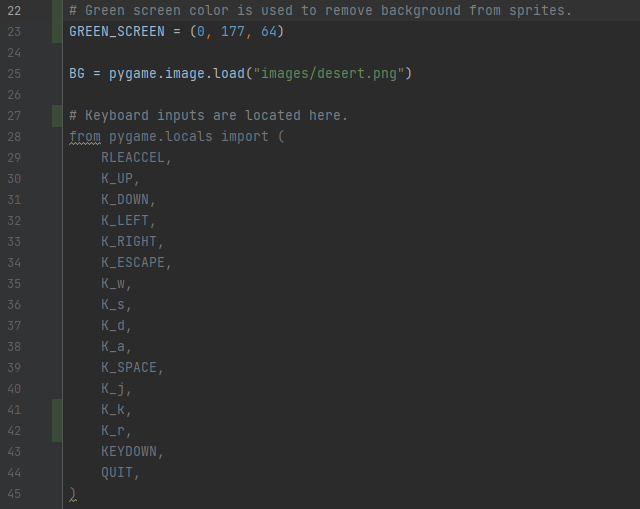 22 # Green screen color is used to remove background from sprites.
23 GREEN_SCREEN = (0, 177, 64)
24
25 BG = pygame.image.load("images/desert.png")
26
27 # Keyboard inputs are located here.
28 from pygame.locals import (
29     RLEACCEL,
30     K_UP,
31     K_DOWN,
32     K_LEFT,
33     K_RIGHT,
34     K_ESCAPE,
35     K_w,
36     K_s,
37     K_d,
38     K_a,
39     K_SPACE,
40     K_j,
41     K_k,
42     K_r,
43     KEYDOWN,
44     QUIT,
45 )